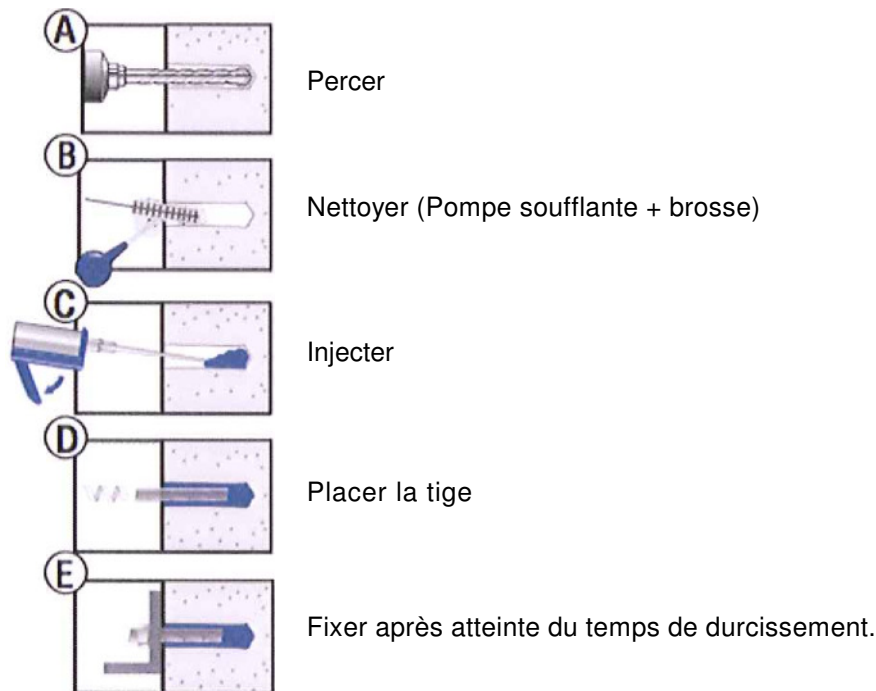 A
Percer
B
Nettoyer (Pompe soufflante + brosse)
C
Injecter
D
Placer la tige
E
Fixer après atteinte du temps de durcissement.